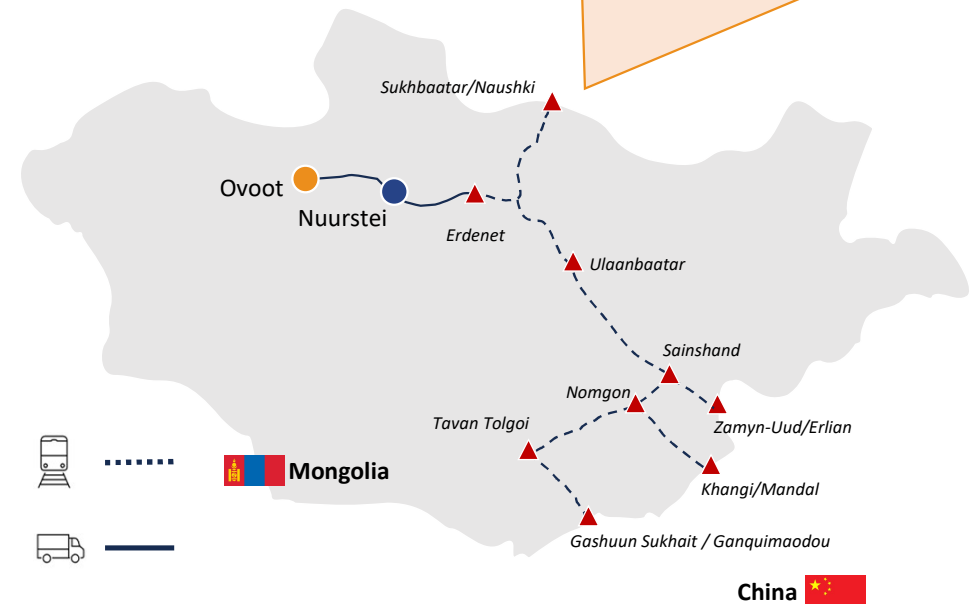 Sukhbaatar/Naushki
Ovoot
Nuurstei
Erdenet
Ulaanbaatar
Sainshand
Nomgon
Tavan Tolgoi
Zamyn-Uud/Erlian
Mongolia
Khangi/Mandal
Gashuun Sukhait / Ganquimaodou
China